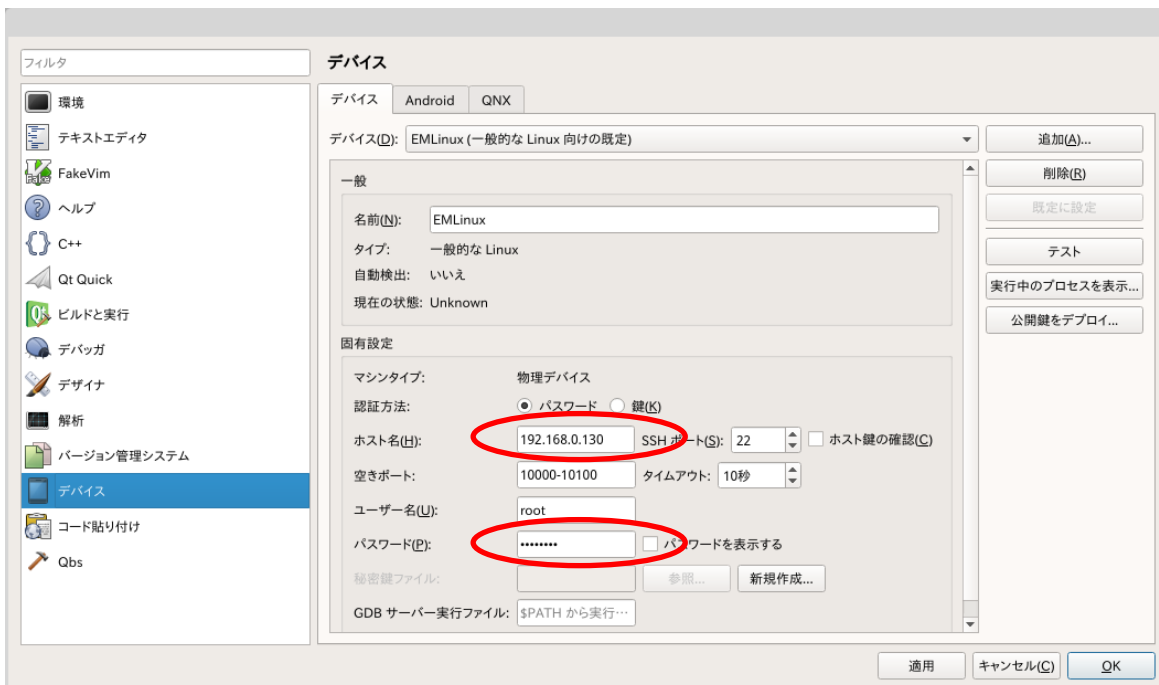 フィルタ
環境
テキストエディタ
FakeVim
ヘルプ
C++
Qt Quick
ビルドと実行
デバッガ
デザイナ
解析
バージョン管理システム
デバイス
コード貼り付け
Qbs
デバイス
デバイス Android QNX
デバイス(D): EMLinux (一般的な Linux 向けの既定)
一般
名前(N): EMLinux
タイプ: 一般的な Linux
自動検出: いいえ
現在の状態: Unknown
固有設定
マシンタイプ: 物理デバイス
認証方法: パスワード 鍵(K)
ホスト名(H): 192.168.0.130 SSH ポート(S): 22 ホスト鍵の確認(C)
空きポート: 10000-10100 タイムアウト: 10秒
ユーザー名(U): root
パスワード(P): •••••••• パスワードを表示する
秘密鍵ファイル: 参照... 新規作成...
GDB サーバー実行ファイル: $PATH から実行…
追加(A)...
削除(R)
既定に設定
テスト
実行中のプロセスを表示...
公開鍵をデプロイ...
適用 キャンセル(C) OK